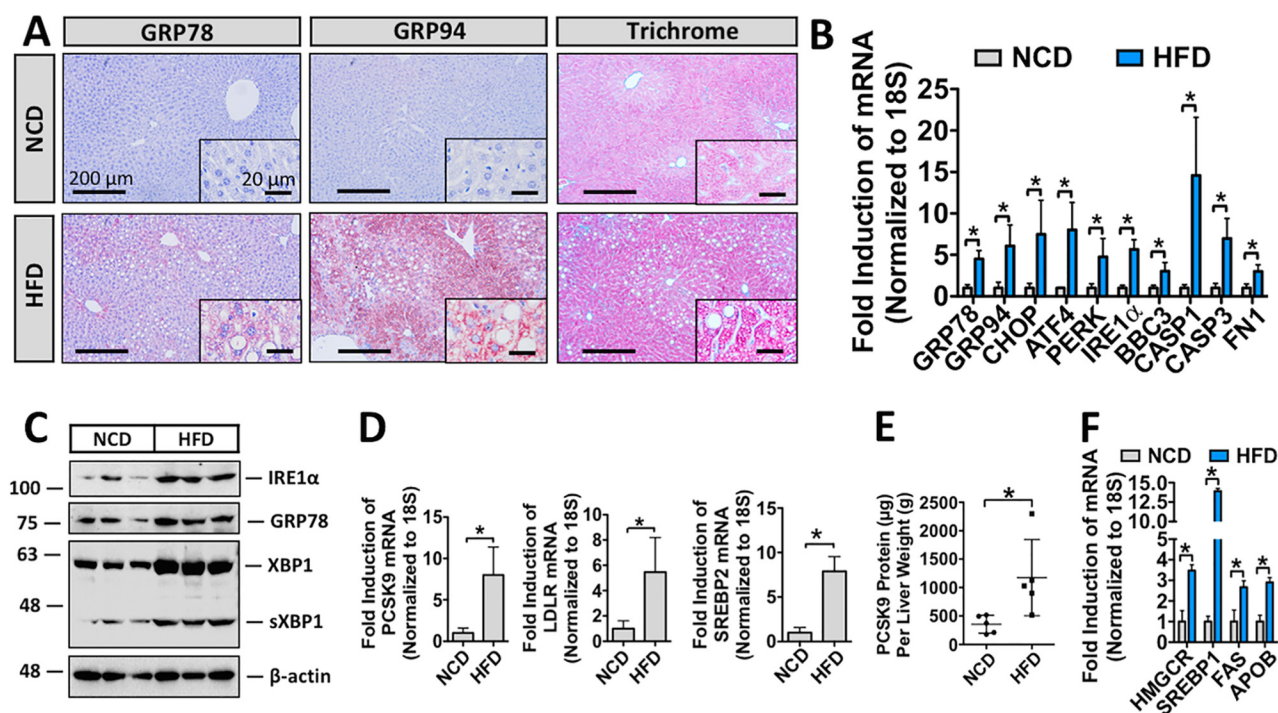 A
GRP78
GRP94
Trichrome
NCD
200 μm
20 μm
HFD
B
NCD
HFD
Fold Induction of mRNA
(Normalized to 18S)
25
20
15
10
5
0
*
*
*
*
*
*
*
*
*
*
GRP78
GRP94
CHOP
ATF4
PERK
IRE1α
BBC3
CASP1
CASP3
FN1
C
NCD
HFD
100
75
63
48
48
IRE1α
GRP78
XBP1
sXBP1
β-actin
D
Fold Induction of
PCSK9 mRNA
(Normalized to 18S)
15
10
5
0
*
NCD
HFD
Fold Induction of
LDLR mRNA
(Normalized to 18S)
10
8
6
4
2
0
*
NCD
HFD
Fold Induction of
SREBP2 mRNA
(Normalized to 18S)
15
10
5
0
*
NCD
HFD
E
PCSK9 Protein (μg)
Per Liver Weight (g)
2500
2000
1500
1000
500
0
*
NCD
HFD
F
NCD
HFD
Fold Induction of mRNA
(Normalized to 18S)
15.0
12.5
10.0
5
4
3
2
1
0
*
*
*
*
HMGCR
SREBP1
FAS
APOB